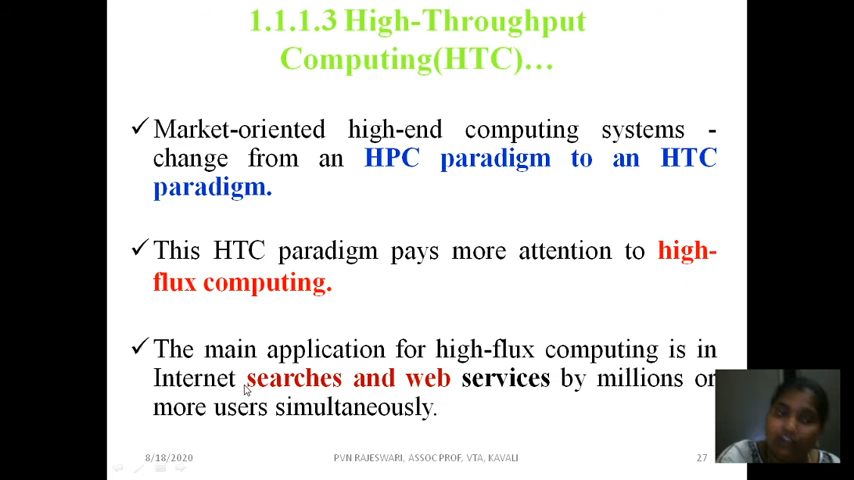 1.1.1.3 High-Throughput
Computing(HTC)…
✓Market-oriented high-end computing systems -
change from an HPC paradigm to an HTC
paradigm.
✓This HTC paradigm pays more attention to high-
flux computing.
✓The main application for high-flux computing is in
Internet searches and web services by millions or
more users simultaneously.
8/18/2020 PVN RAJESWARI, ASSOC PROF, VTA, KAVALI 27